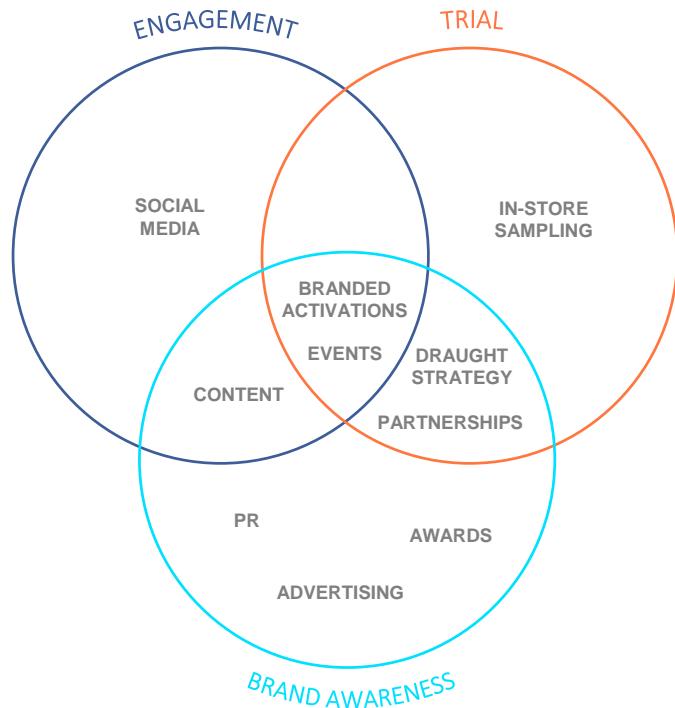 ENGAGEMENT
TRIAL
SOCIAL
MEDIA
IN-STORE
SAMPLING
BRANDED
ACTIVATIONS
EVENTS
DRAUGHT
STRATEGY
CONTENT
PARTNERSHIPS
PR
AWARDS
ADVERTISING
BRAND AWARENESS